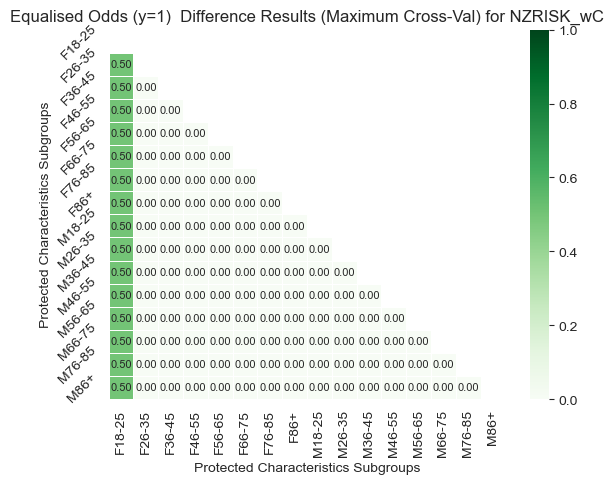 Equalised Odds (y=1)  Difference Results (Maximum Cross-Val) for NZRISK_wC
F18-25
F26-35 0.50
F36-45 0.50 0.00
F46-55 0.50 0.00 0.00
F56-65 0.50 0.00 0.00 0.00
F66-75 0.50 0.00 0.00 0.00 0.00
F76-85 0.50 0.00 0.00 0.00 0.00 0.00
F86+ 0.50 0.00 0.00 0.00 0.00 0.00 0.00
M18-25 0.50 0.00 0.00 0.00 0.00 0.00 0.00 0.00
M26-35 0.50 0.00 0.00 0.00 0.00 0.00 0.00 0.00 0.00
M36-45 0.50 0.00 0.00 0.00 0.00 0.00 0.00 0.00 0.00 0.00
M46-55 0.50 0.00 0.00 0.00 0.00 0.00 0.00 0.00 0.00 0.00 0.00
M56-65 0.50 0.00 0.00 0.00 0.00 0.00 0.00 0.00 0.00 0.00 0.00 0.00
M66-75 0.50 0.00 0.00 0.00 0.00 0.00 0.00 0.00 0.00 0.00 0.00 0.00 0.00
M76-85 0.50 0.00 0.00 0.00 0.00 0.00 0.00 0.00 0.00 0.00 0.00 0.00 0.00 0.00
M86+ 0.50 0.00 0.00 0.00 0.00 0.00 0.00 0.00 0.00 0.00 0.00 0.00 0.00 0.00 0.00
Protected Characteristics Subgroups
F18-25 F26-35 F36-45 F46-55 F56-65 F66-75 F76-85 F86+ M18-25 M26-35 M36-45 M46-55 M56-65 M66-75 M76-85 M86+
Protected Characteristics Subgroups
1.0
0.8
0.6
0.4
0.2
0.0